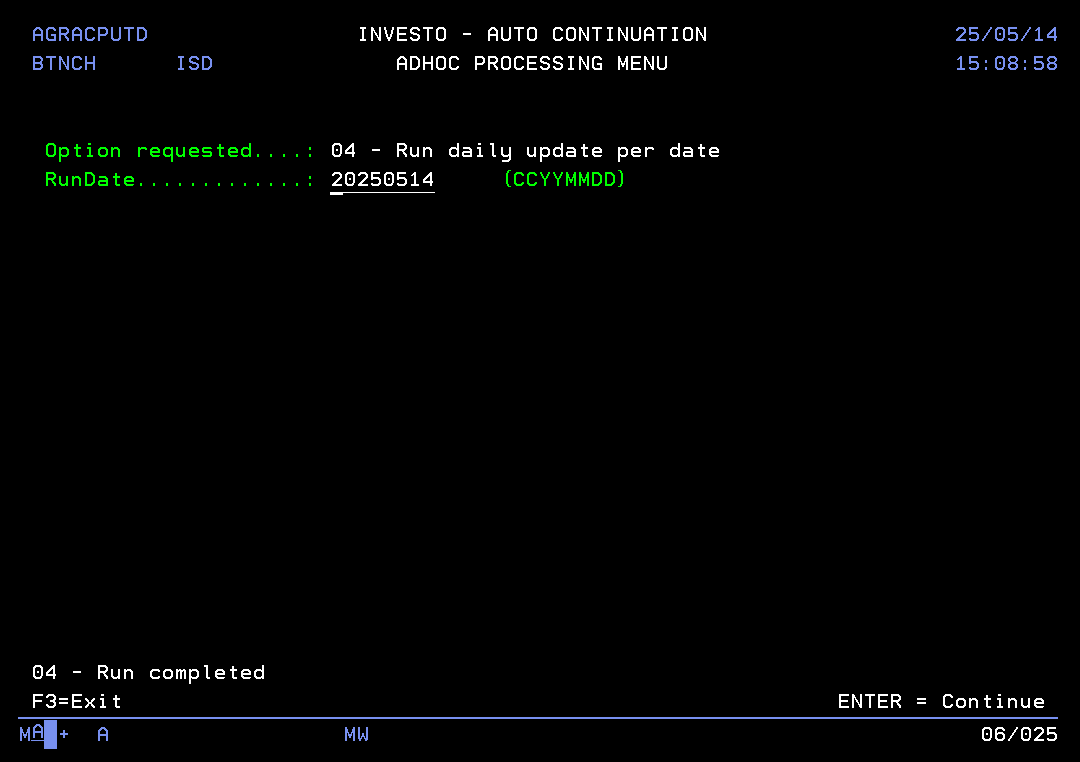 AGRACPUTD INVESTO - AUTO CONTINUATION 25/05/14
BTNCH ISD ADHOC PROCESSING MENU 15:08:58
Option requested....: 04 - Run daily update per date
RunDate.............: 20250514 (CCYYMMDD)
04 - Run completed
F3=Exit ENTER = Continue
MA + A MW 06/025